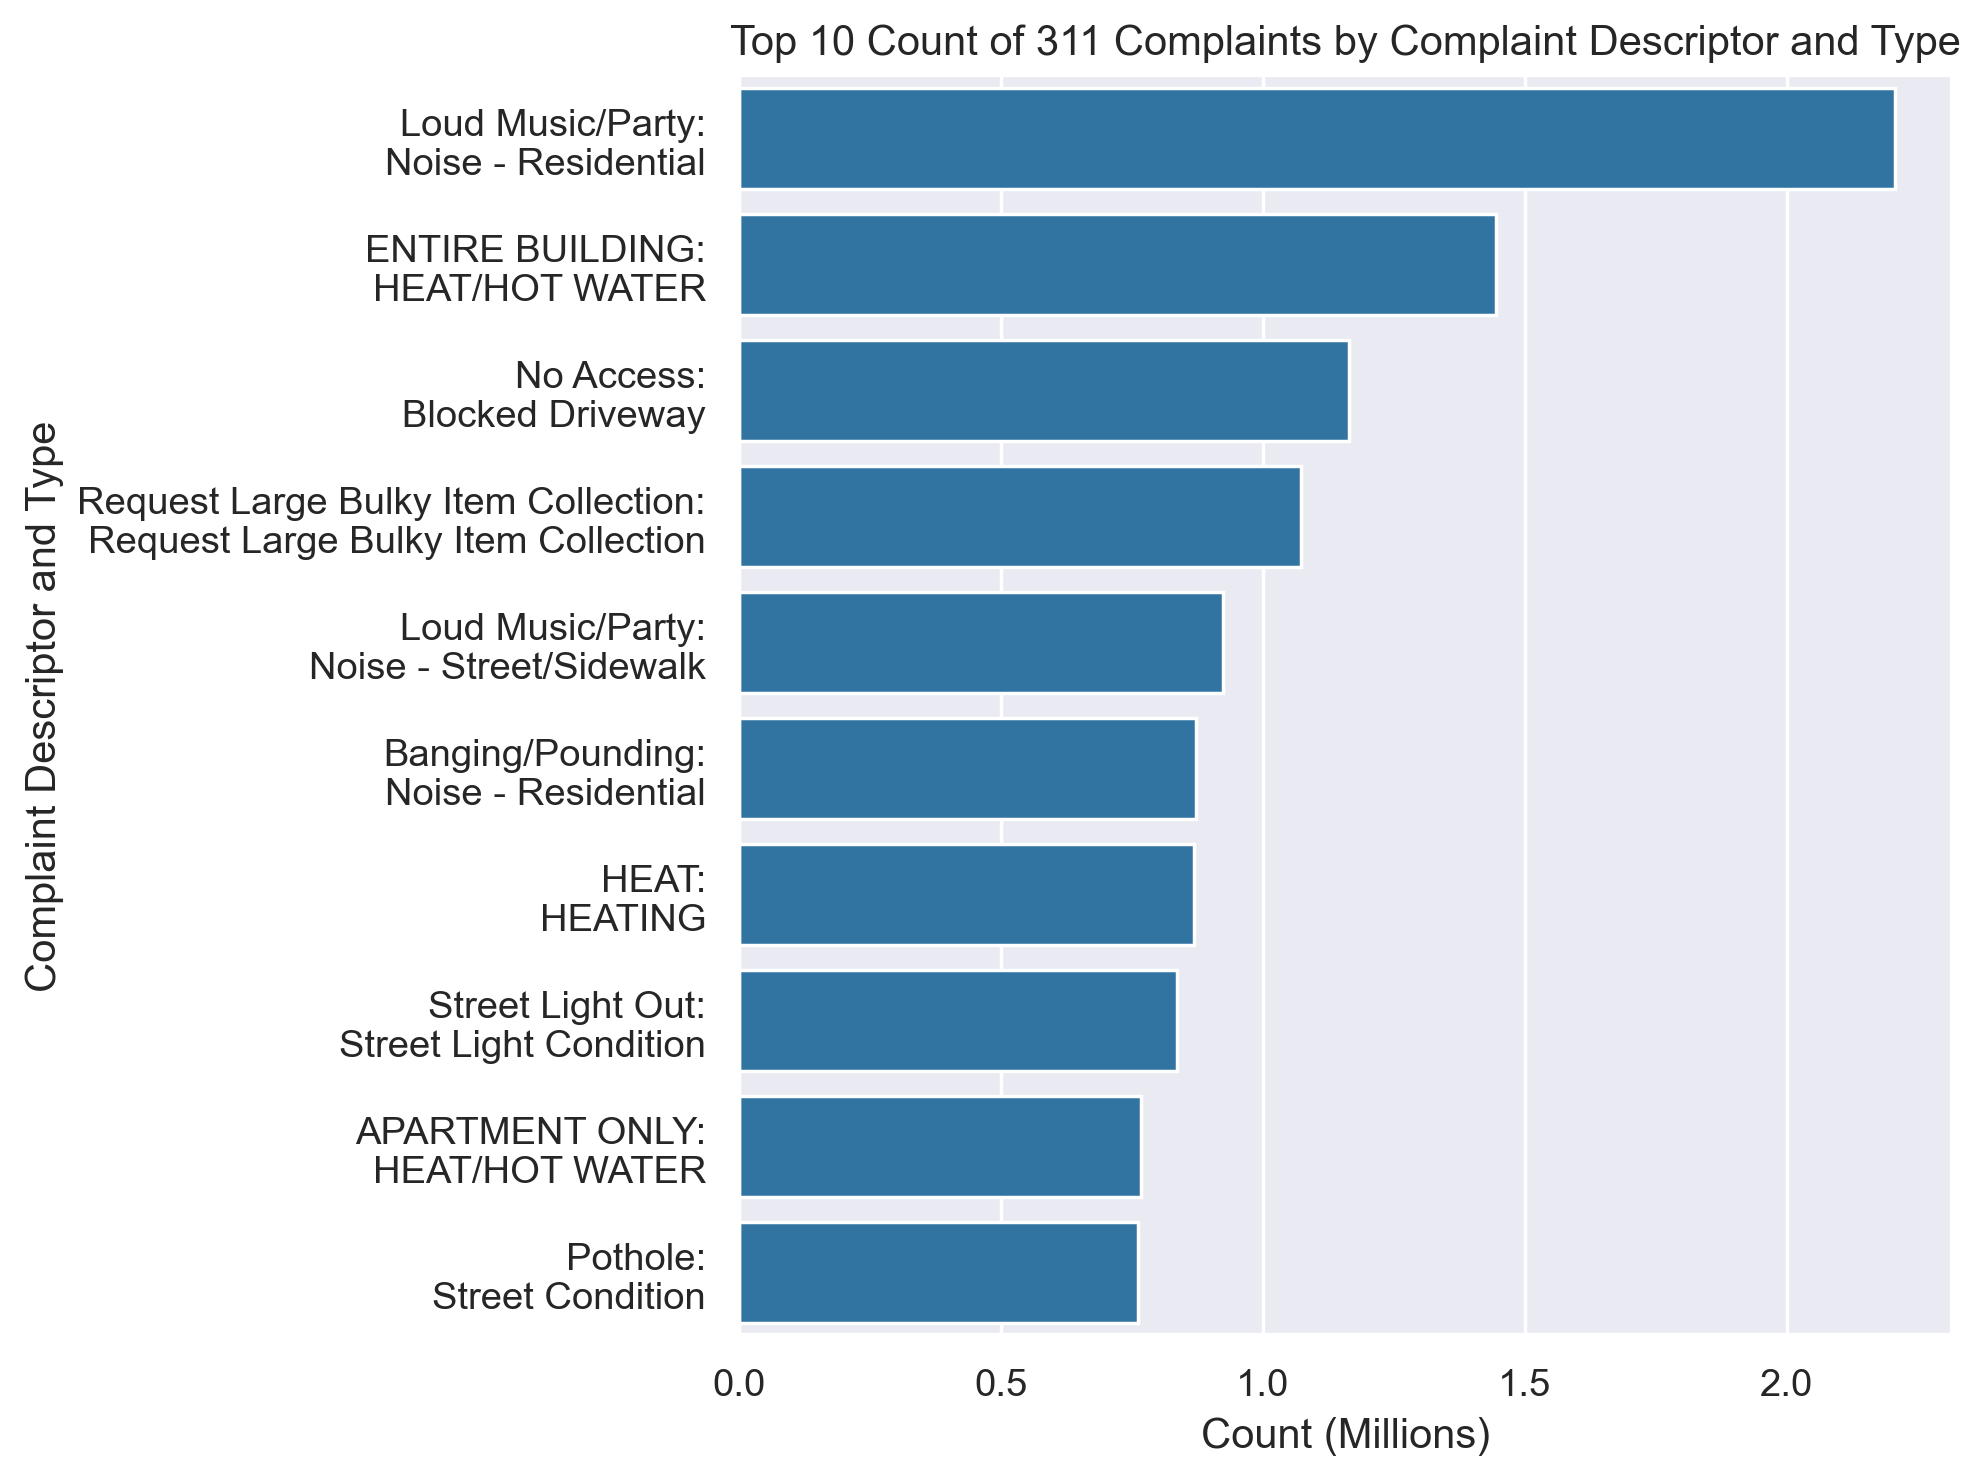 Top 10 Count of 311 Complaints by Complaint Descriptor and Type
Complaint Descriptor and Type
Loud Music/Party:
Noise - Residential
ENTIRE BUILDING:
HEAT/HOT WATER
No Access:
Blocked Driveway
Request Large Bulky Item Collection:
Request Large Bulky Item Collection
Loud Music/Party:
Noise - Street/Sidewalk
Banging/Pounding:
Noise - Residential
HEAT:
HEATING
Street Light Out:
Street Light Condition
APARTMENT ONLY:
HEAT/HOT WATER
Pothole:
Street Condition
0.0 0.5 1.0 1.5 2.0
Count (Millions)